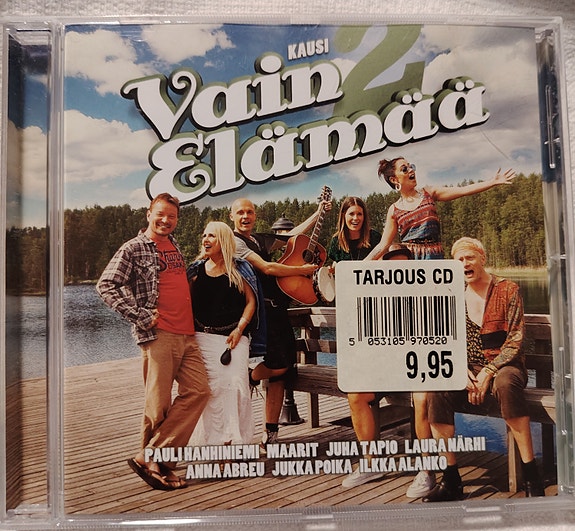 KAUSI 2
Vain
Elämää
TARJOUS CD
5 053105 970520
9,95
PAULI HANHINIEMI MAARIT JUHA TAPIO LAURA NÄRHI
ANNA ABREU JUKKA POIKA ILKKA ALANKO